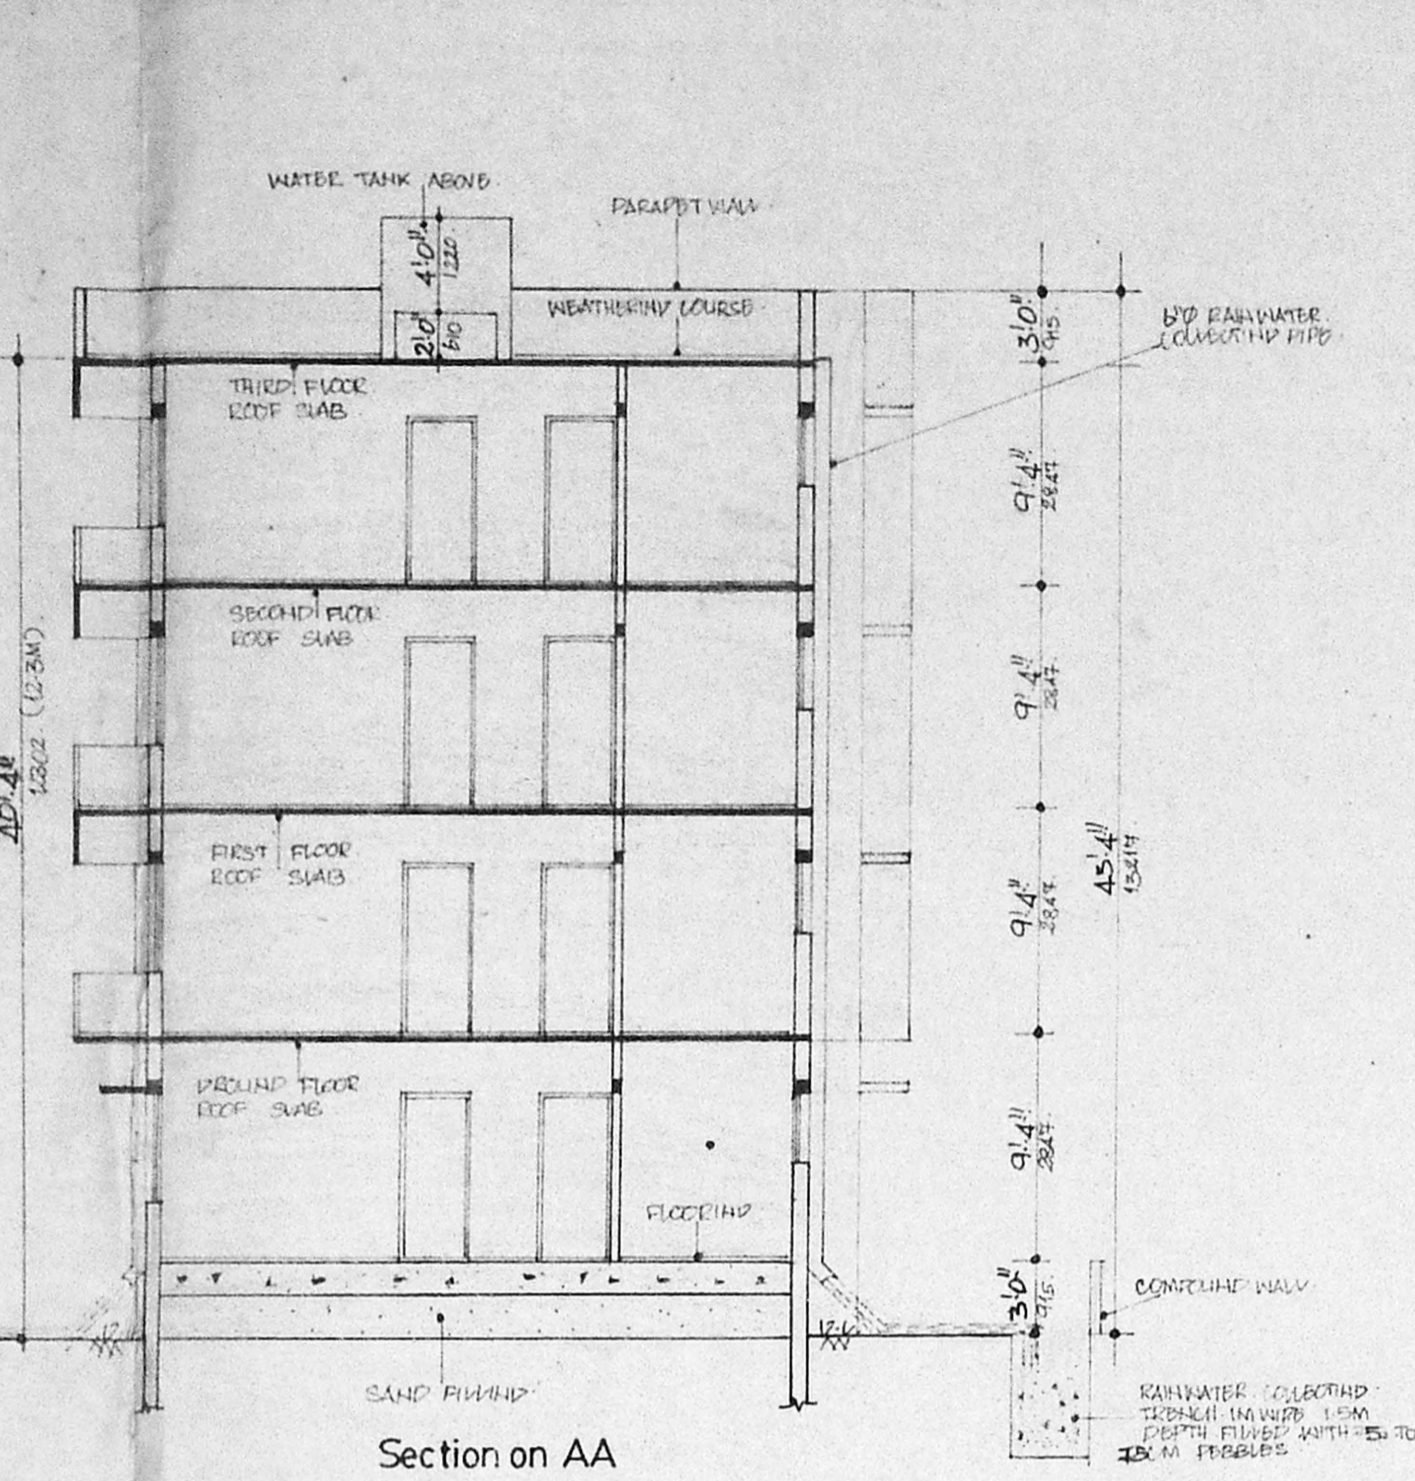 WATER TANK ABOVE.
PARAPET WALL.
4'0"
1220
WEATHERING COURSE.
2'0"
610
3'0"
915
6"Ø RAINWATER.
COLLECTING PIPE.
THIRD FLOOR
ROOF SLAB.
9'4"
2847
SECOND FLOOR
ROOF SLAB
9'4"
2847
40'.4"
12302 (12.3M).
FIRST FLOOR
ROOF SLAB.
9'4"
2847.
43'.4"
13217
GROUND FLOOR
ROOF SLAB
9'.4"
2847
FLOORING
3'0"
915
COMPOUND WALL.
SAND FILLING.
RAINWATER COLLECTING
TRENCH 1M WIDE 1.5M
DEPTH FILLED WITH 5 TO
PEBBLES
Section on AA